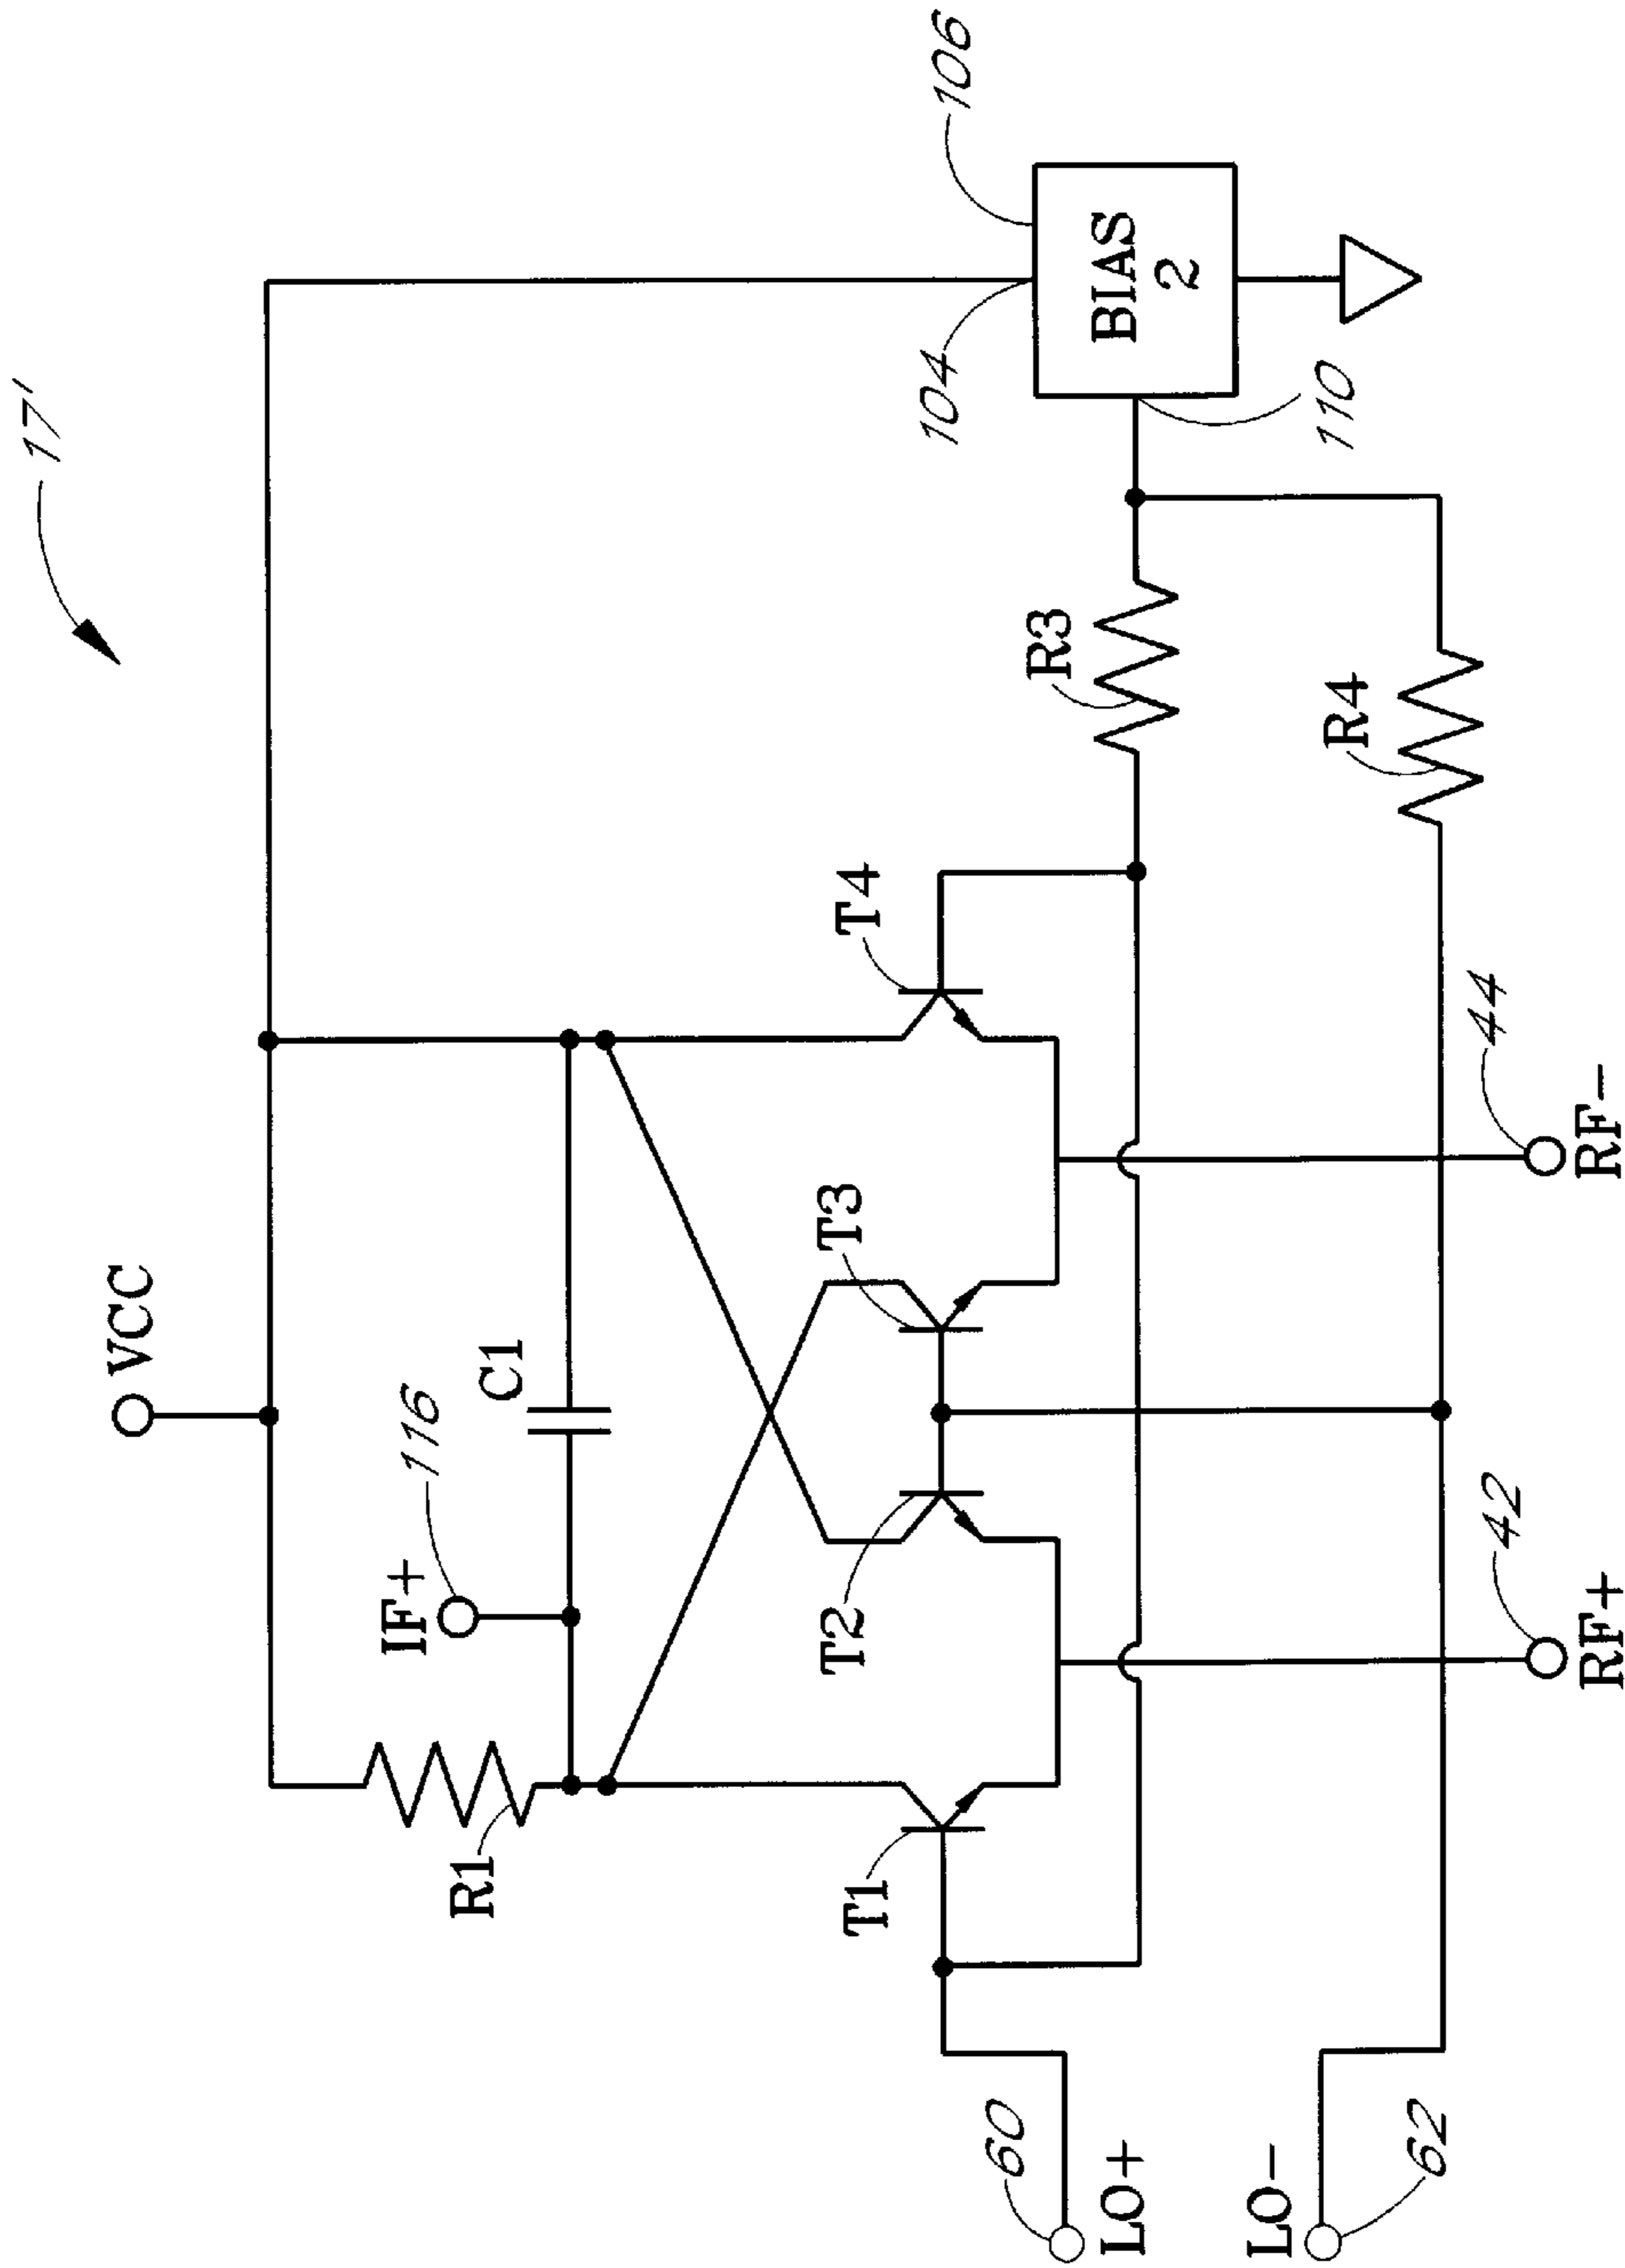 17'
VCC
IF+
116
R1
C1
106
104
BIAS
2
110
T1
T2
T3
T4
R3
R4
60
LO+
LO-
62
42
RF+
44
RF-